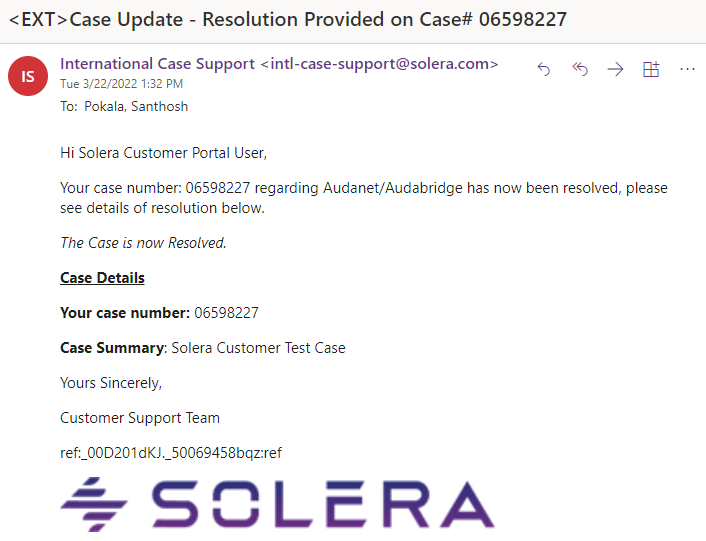 <EXT>Case Update - Resolution Provided on Case# 06598227
IS
International Case Support <intl-case-support@solera.com>
Tue 3/22/2022 1:32 PM
To: Pokala, Santhosh
Hi Solera Customer Portal User,
Your case number: 06598227 regarding Audanet/Audabridge has now been resolved, please
see details of resolution below.
The Case is now Resolved.
Case Details
Your case number: 06598227
Case Summary: Solera Customer Test Case
Yours Sincerely,
Customer Support Team
ref:_00D201dKJ._50069458bqz:ref
SOLERA